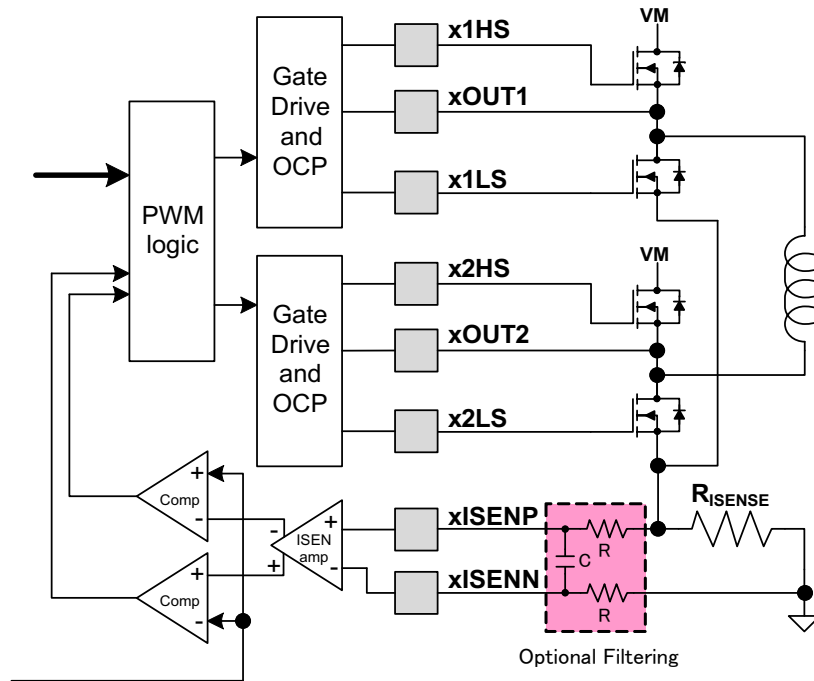 VM
x1HS
Gate
Drive
and
OCP
xOUT1
x1LS
PWM
logic
VM
x2HS
Gate
Drive
and
OCP
xOUT2
x2LS
+
Comp
-
+
Comp
-
-
+
ISEN
amp
+
-
xISENP
xISENN
R
C
R
RISENSE
Optional Filtering